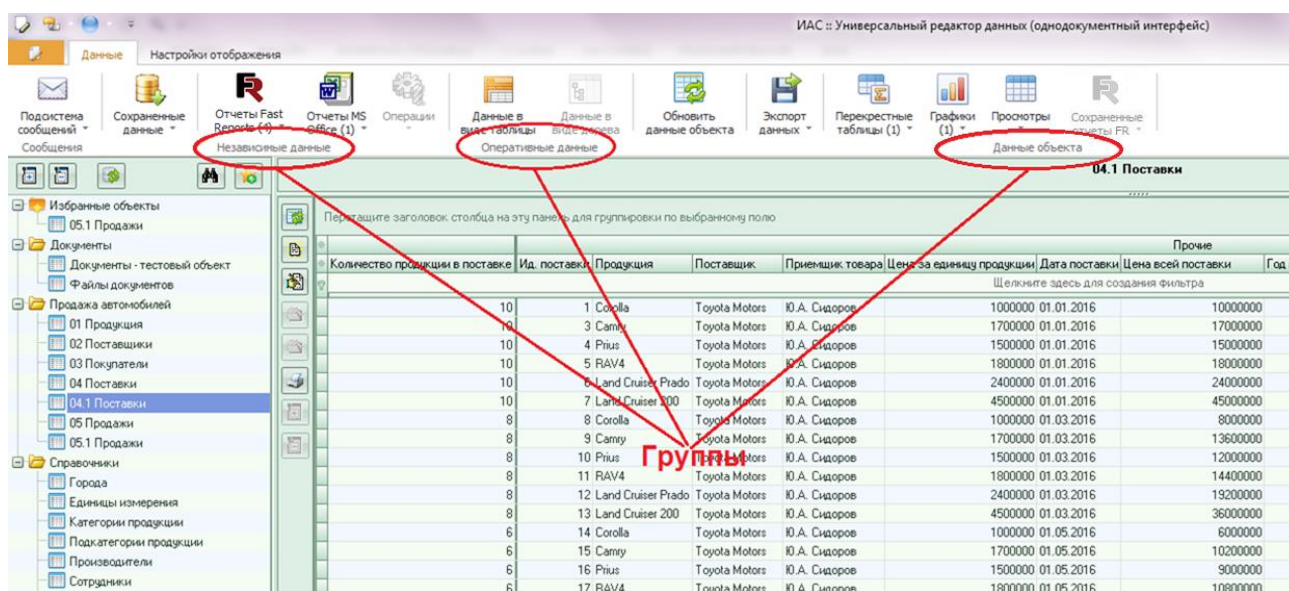 ИАС :: Универсальный редактор данных (однодокументный интерфейс)
Данные Настройки отображения
Подсистема сообщений Сохраненные данные Отчеты Fast Reports (4) Отчеты MS Office (1) Операции Данные в виде таблицы Данные в виде дерева Обновить данные объекта Экспорт данных Перекрестные таблицы (1) Графики (1) Просмотры Сохраненные отчеты FR
Сообщения Независимые данные Оперативные данные Данные объекта
04.1 Поставки
Избранные объекты
05.1 Продажи
Документы
Документы - тестовый объект
Файлы документов
Продажа автомобилей
01 Продукция
02 Поставщики
03 Покупатели
04 Поставки
04.1 Поставки
05 Продажи
05.1 Продажи
Справочники
Города
Единицы измерения
Категории продукции
Подкатегории продукции
Производители
Сотрудники
Перетащите заголовок столбца на эту панель для группировки по выбранному полю
Прочие
Количество продукции в поставке Ид. поставки Продукция Поставщик Приемщик товара Цена за единицу продукции Дата поставки Цена всей поставки Год
Щелкните здесь для создания фильтра
10 1 Corolla Toyota Motors Ю.А. Сидоров 1000000 01.01.2016 10000000
10 3 Camry Toyota Motors Ю.А. Сидоров 1700000 01.01.2016 17000000
10 4 Prius Toyota Motors Ю.А. Сидоров 1500000 01.01.2016 15000000
10 5 RAV4 Toyota Motors Ю.А. Сидоров 1800000 01.01.2016 18000000
10 6 Land Cruiser Prado Toyota Motors Ю.А. Сидоров 2400000 01.01.2016 24000000
10 7 Land Cruiser 200 Toyota Motors Ю.А. Сидоров 4500000 01.01.2016 45000000
8 8 Corolla Toyota Motors Ю.А. Сидоров 1000000 01.03.2016 8000000
8 9 Camry Toyota Motors Ю.А. Сидоров 1700000 01.03.2016 13600000
8 10 Prius Toyota Motors Ю.А. Сидоров 1500000 01.03.2016 12000000
Группы
8 11 RAV4 Toyota Motors Ю.А. Сидоров 1800000 01.03.2016 14400000
8 12 Land Cruiser Prado Toyota Motors Ю.А. Сидоров 2400000 01.03.2016 19200000
8 13 Land Cruiser 200 Toyota Motors Ю.А. Сидоров 4500000 01.03.2016 36000000
6 14 Corolla Toyota Motors Ю.А. Сидоров 1000000 01.05.2016 6000000
6 15 Camry Toyota Motors Ю.А. Сидоров 1700000 01.05.2016 10200000
6 16 Prius Toyota Motors Ю.А. Сидоров 1500000 01.05.2016 9000000
6 17 RAV4 Toyota Motors Ю.А. Сидоров 1800000 01.05.2016 10800000